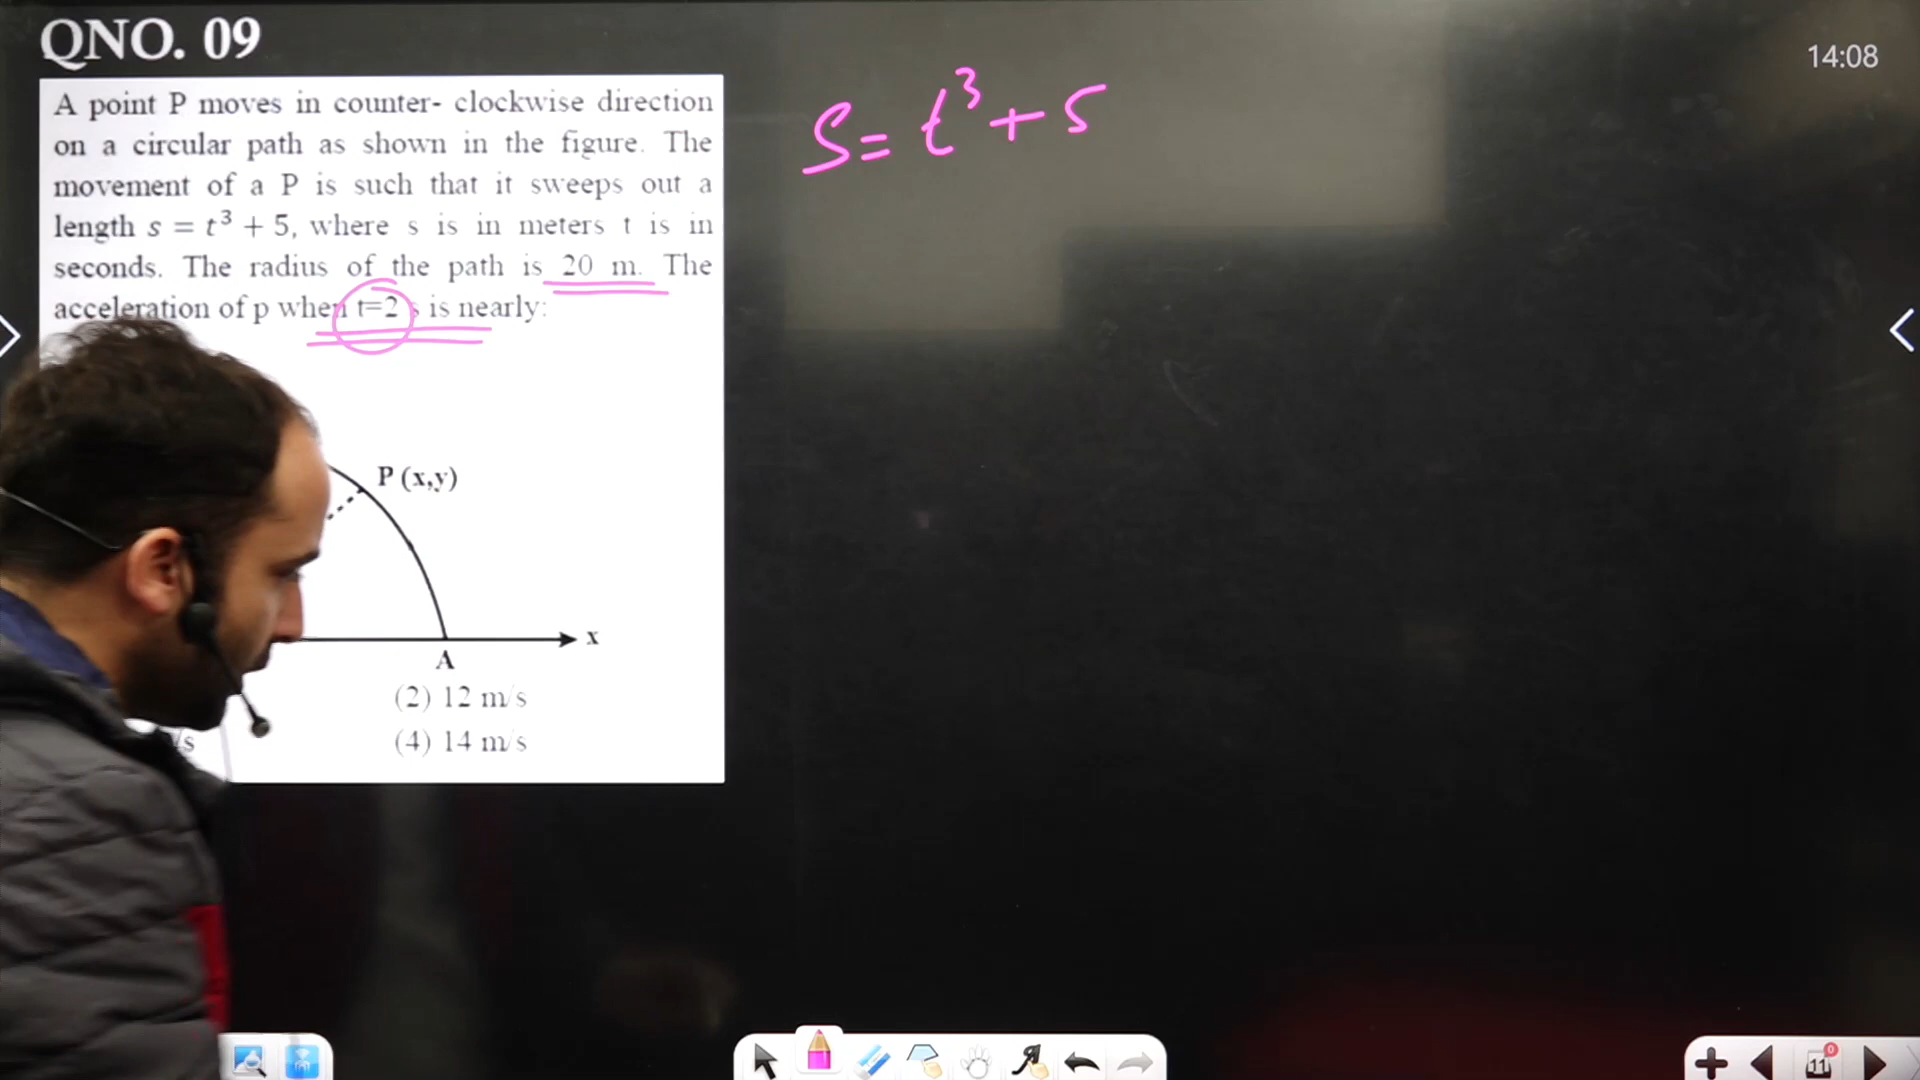 QNO. 09
14:08
A point P moves in counter- clockwise direction
on a circular path as shown in the figure. The
movement of a P is such that it sweeps out a
length s = t³ + 5, where s is in meters t is in
seconds. The radius of the path is 20 m. The
acceleration of p when t=2 s is nearly:
S = t³ + 5
P (x,y)
x
A
(2) 12 m/s
/s
(4) 14 m/s
11
0